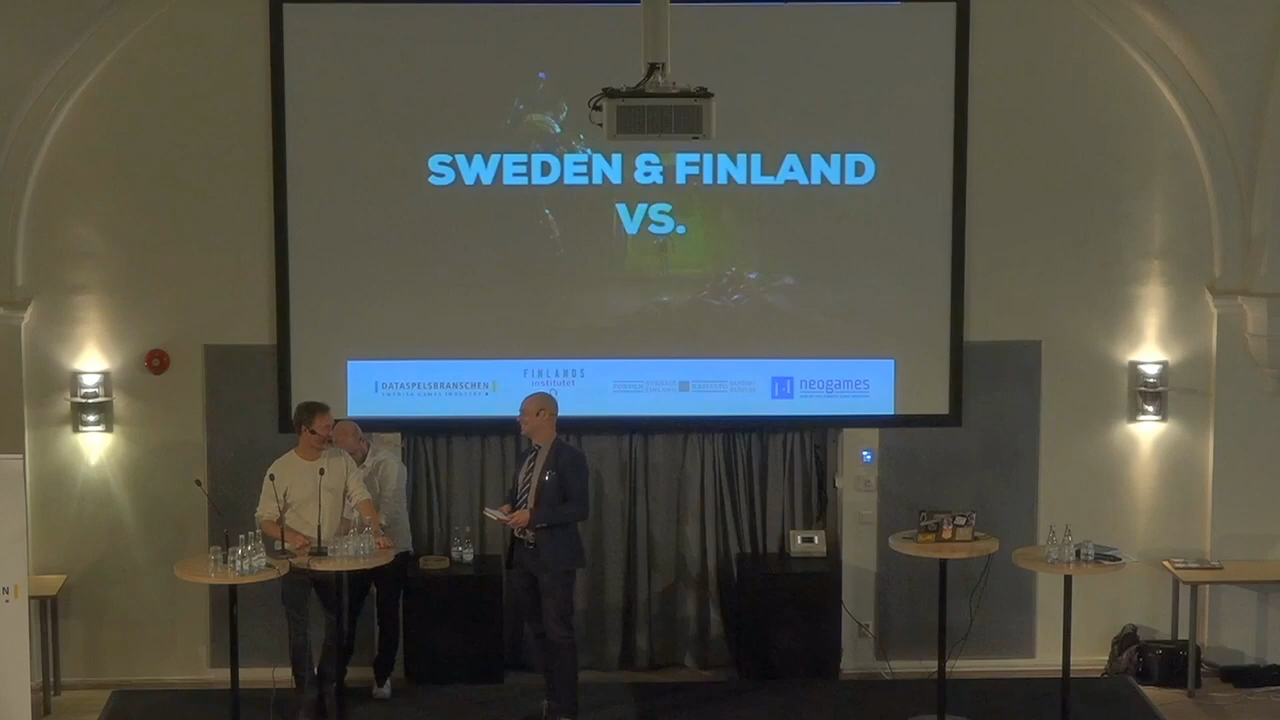 SWEDEN & FINLAND
VS.
DATASPELSBRANSCHEN
SWEDISH GAMES INDUSTRY
FINLANDS
institutet
neogames
N